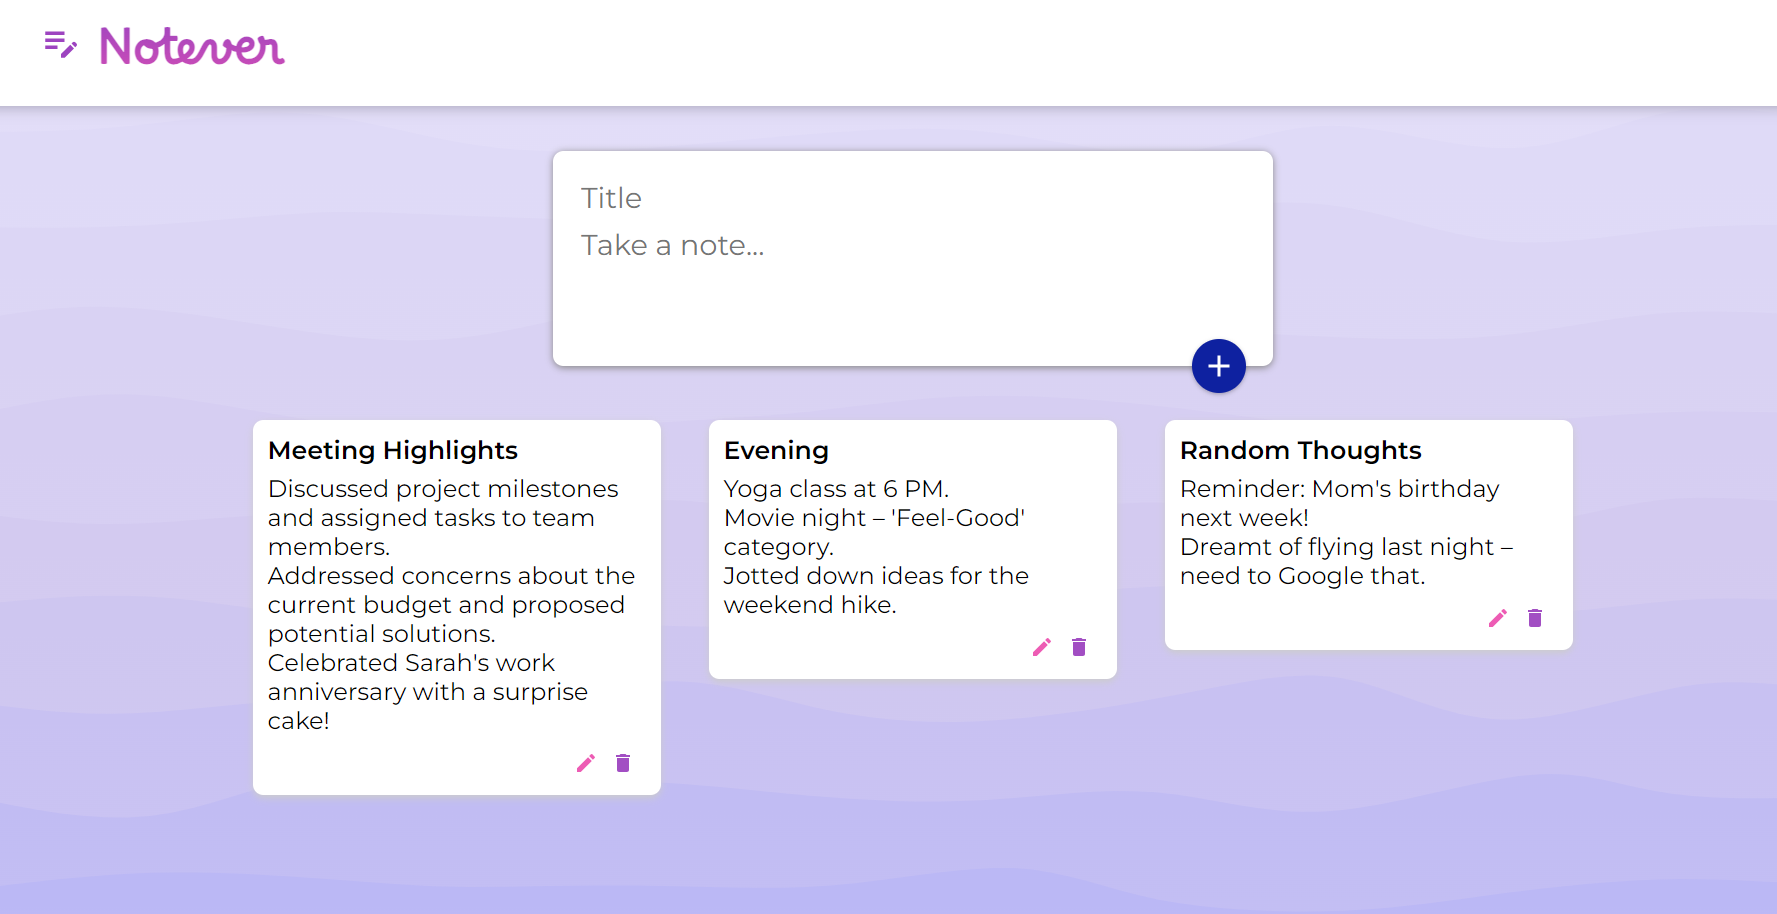 Notever
Title
Take a note...
Meeting Highlights
Discussed project milestones
and assigned tasks to team
members.
Addressed concerns about the
current budget and proposed
potential solutions.
Celebrated Sarah's work
anniversary with a surprise
cake!
Evening
Yoga class at 6 PM.
Movie night – 'Feel-Good'
category.
Jotted down ideas for the
weekend hike.
Random Thoughts
Reminder: Mom's birthday
next week!
Dreamt of flying last night –
need to Google that.